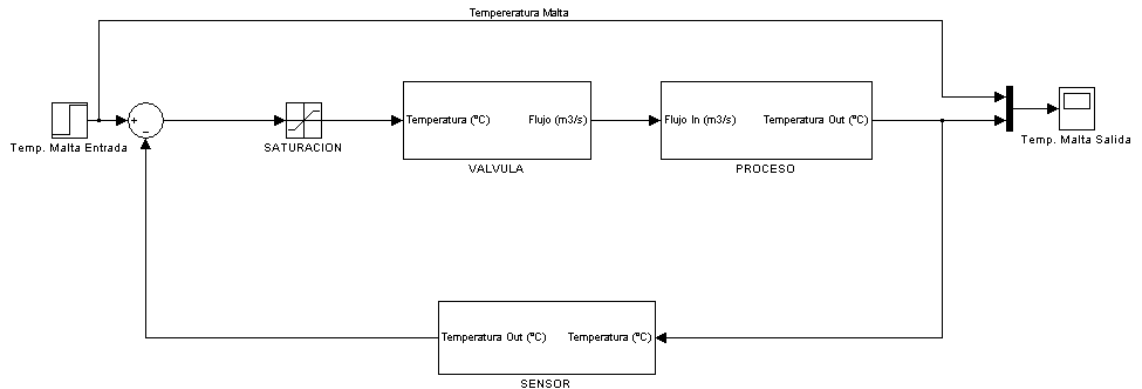 Tempereratura Malta
+
−
Temp. Malta Entrada
SATURACION
Temperatura (ºC)
Flujo (m3/s)
VALVULA
Flujo In (m3/s)
Temperatura Out (ºC)
PROCESO
Temp. Malta Salida
Temperatura Out (ºC)
Temperatura (ºC)
SENSOR